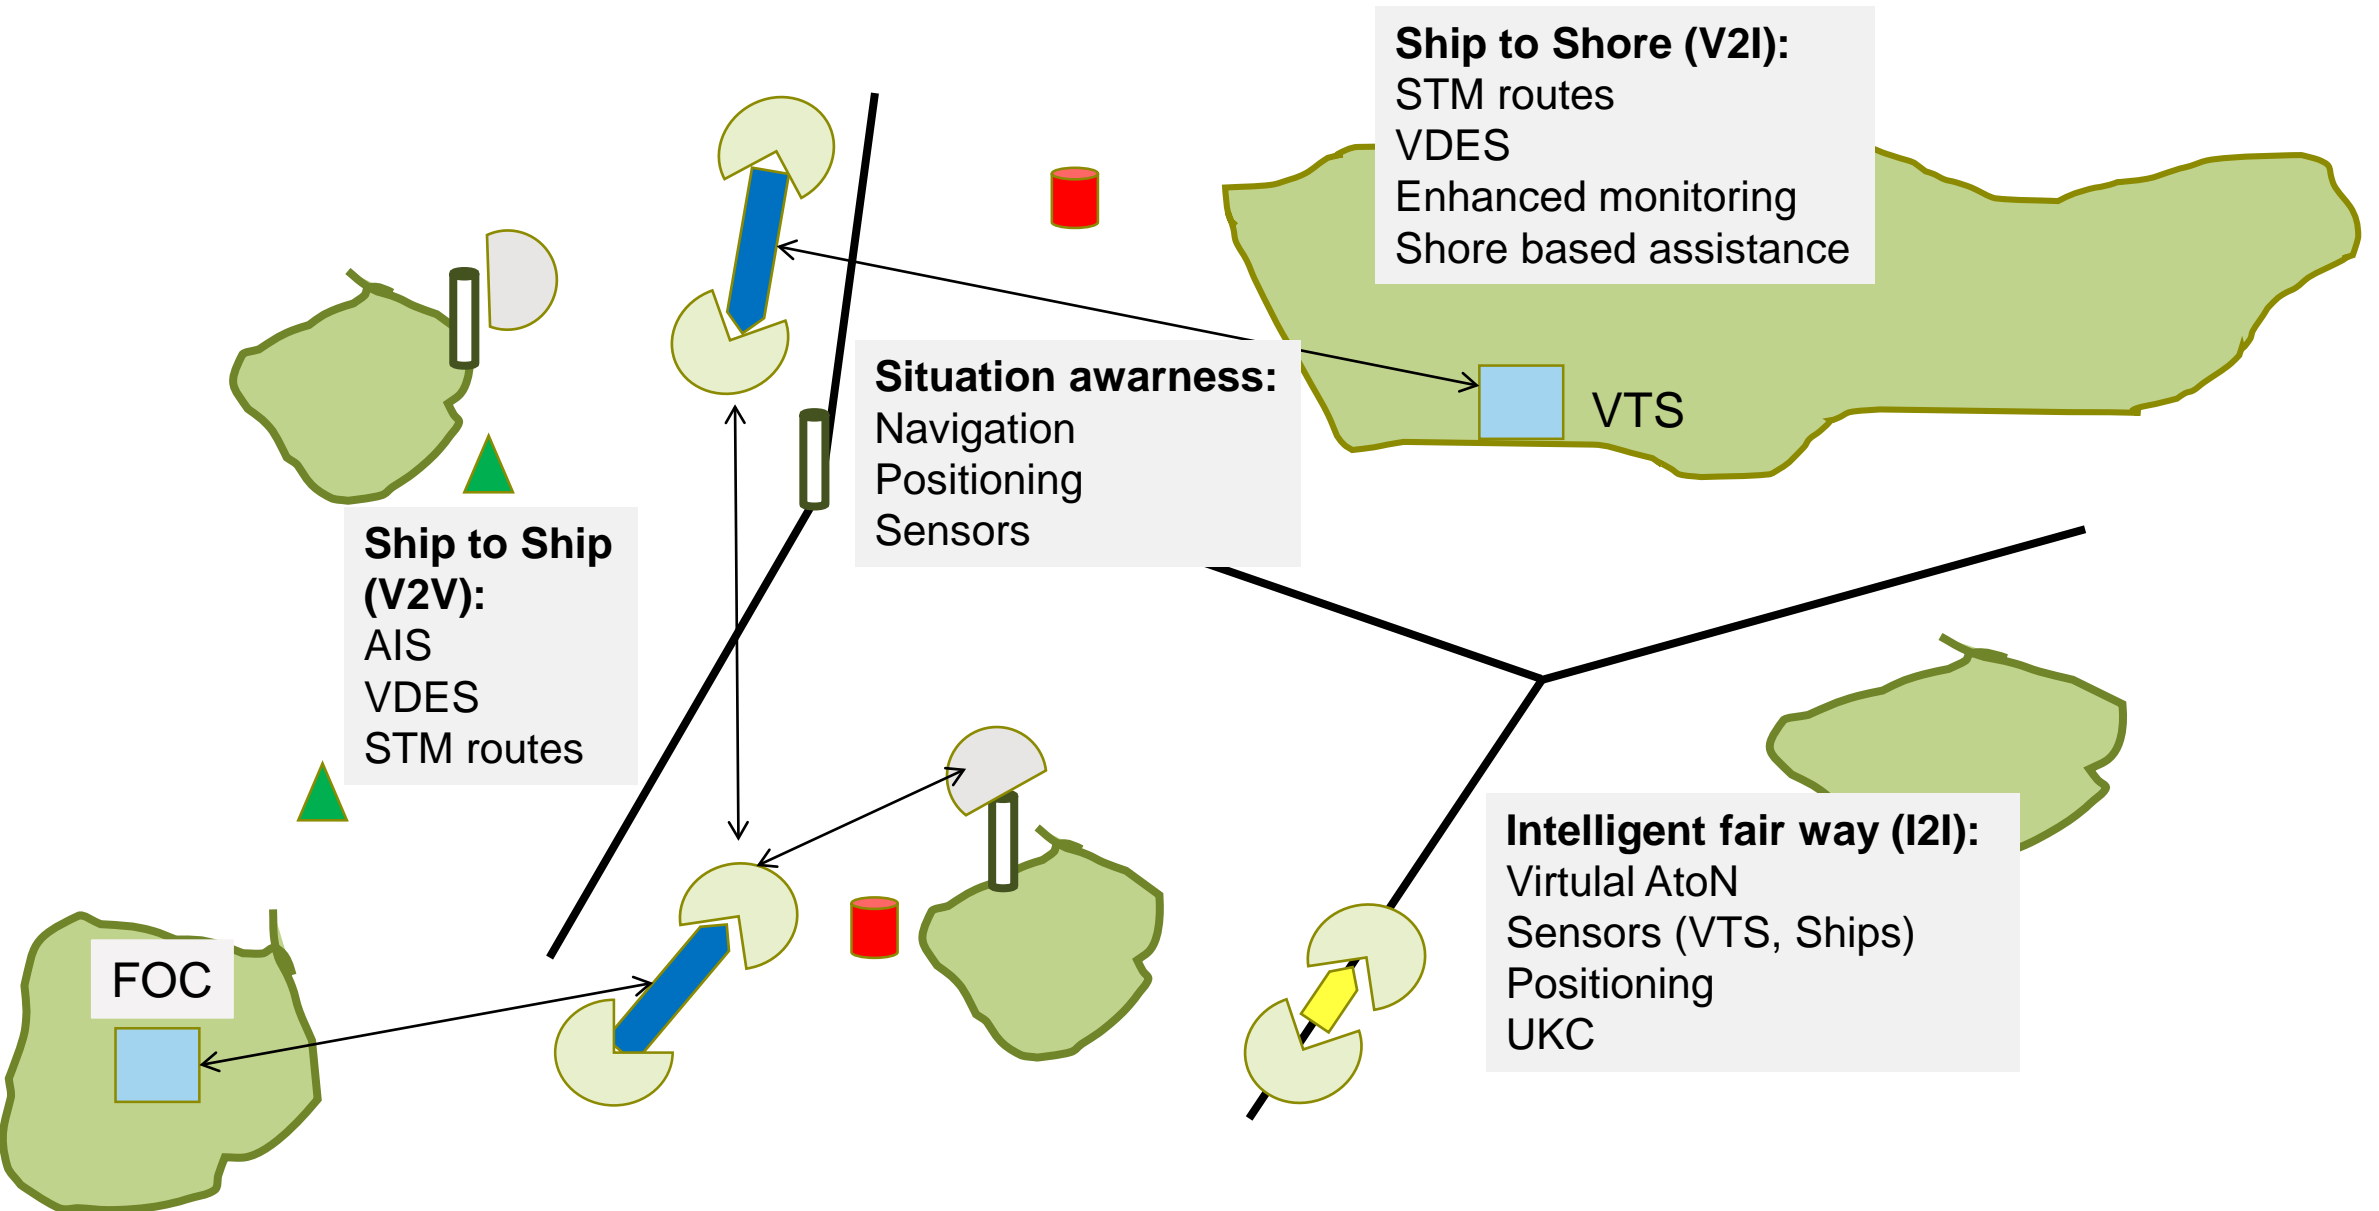 Ship to Shore (V2I):
STM routes
VDES
Enhanced monitoring
Shore based assistance
Situation awarness:
Navigation
Positioning
Sensors
VTS
Ship to Ship
(V2V):
AIS
VDES
STM routes
Intelligent fair way (I2I):
Virtulal AtoN
Sensors (VTS, Ships)
Positioning
UKC
FOC